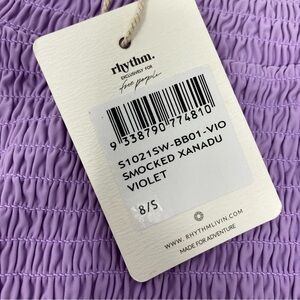 rhythm.
EXCLUSIVELY FOR
free people
9 338790 774810
S1021SW-BB01-VIO
SMOCKED XANADU
VIOLET
8/S
WWW.RHYTHMLIVIN.COM
MADE FOR ADVENTURE